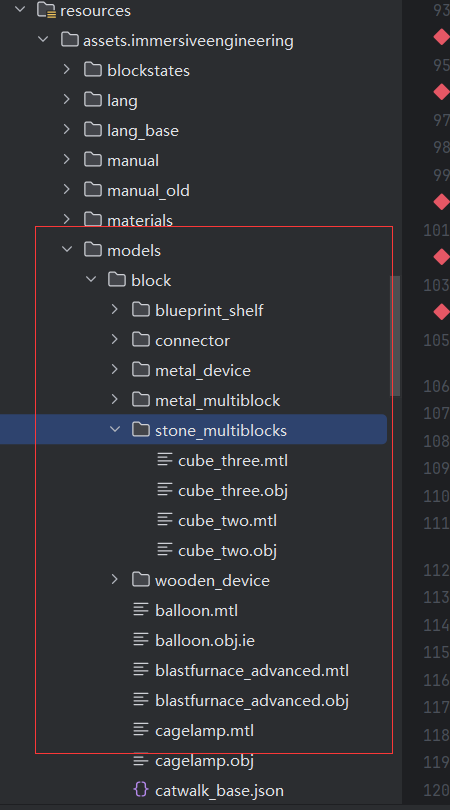 resources
assets.immersiveengineering
blockstates
lang
lang_base
manual
manual_old
materials
models
block
blueprint_shelf
connector
metal_device
metal_multiblock
stone_multiblocks
cube_three.mtl
cube_three.obj
cube_two.mtl
cube_two.obj
wooden_device
balloon.mtl
balloon.obj.ie
blastfurnace_advanced.mtl
blastfurnace_advanced.obj
cagelamp.mtl
cagelamp.obj
catwalk_base.json
93
95
97
98
99
101
103
105
106
107
108
109
110
111
112
113
114
115
116
117
118
119
120